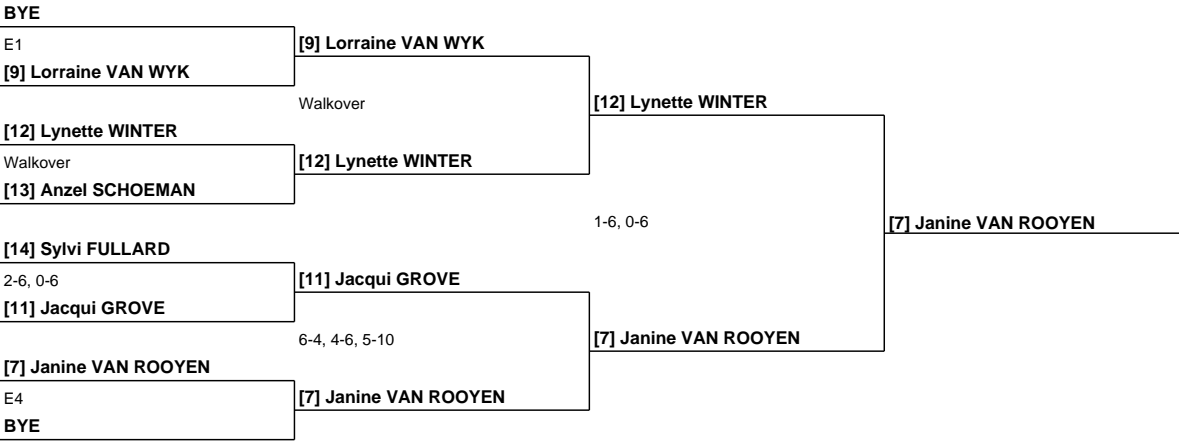 BYE
E1
[9] Lorraine VAN WYK
[9] Lorraine VAN WYK
Walkover
[12] Lynette WINTER
[12] Lynette WINTER
Walkover
[12] Lynette WINTER
[13] Anzel SCHOEMAN
1-6, 0-6
[7] Janine VAN ROOYEN
[14] Sylvi FULLARD
2-6, 0-6
[11] Jacqui GROVE
[11] Jacqui GROVE
6-4, 4-6, 5-10
[7] Janine VAN ROOYEN
[7] Janine VAN ROOYEN
E4
[7] Janine VAN ROOYEN
BYE